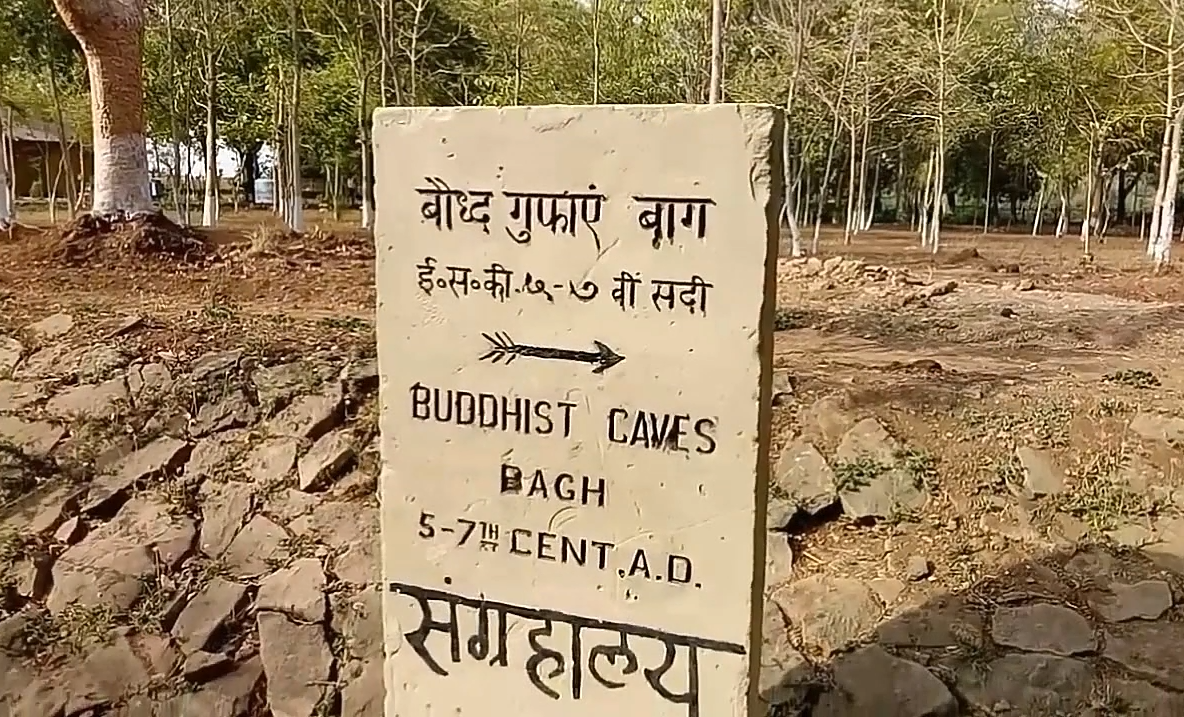 बौध्द गुफाएं बाग
ई॰स॰की.५-७ वीं सदी
BUDDHIST CAVES
BAGH
5-7TH CENT.A.D.
संग्रहालय